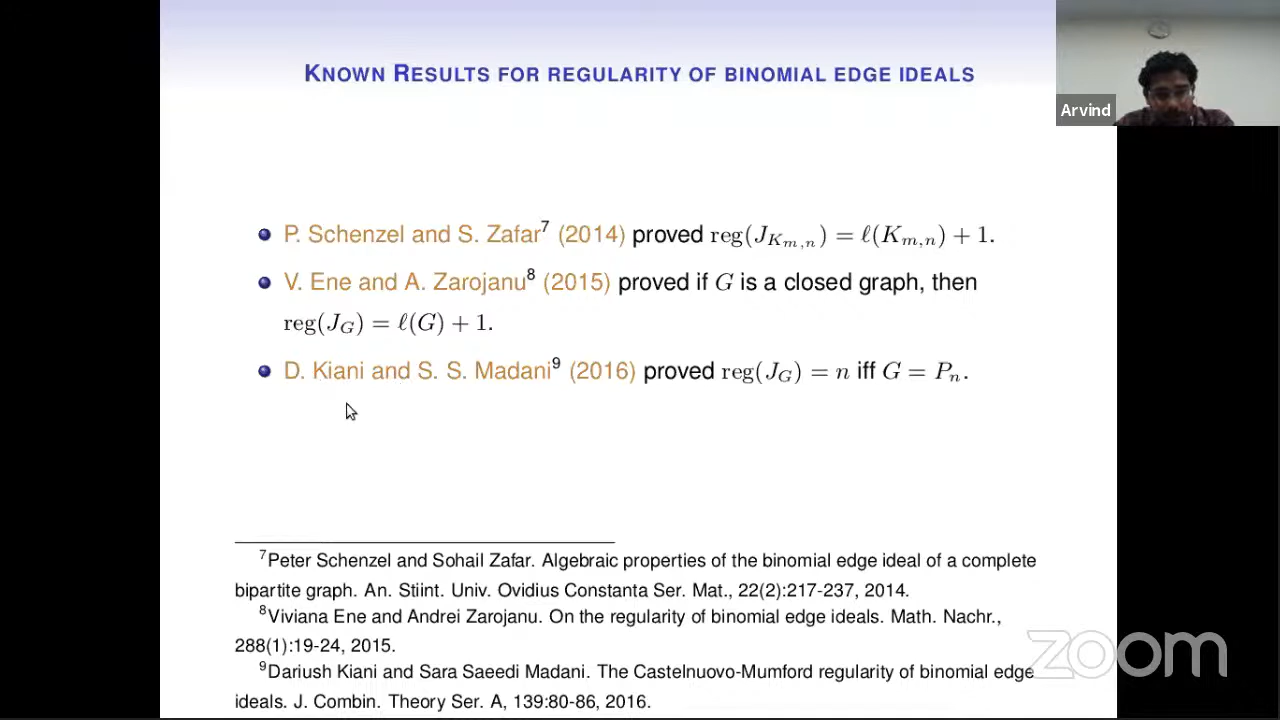 KNOWN RESULTS FOR REGULARITY OF BINOMIAL EDGE IDEALS
Arvind
P. Schenzel and S. Zafar⁷ (2014) proved reg(J_{K_{m,n}}) = ℓ(K_{m,n}) + 1.
V. Ene and A. Zarojanu⁸ (2015) proved if G is a closed graph, then
reg(J_G) = ℓ(G) + 1.
D. Kiani and S. S. Madani⁹ (2016) proved reg(J_G) = n iff G = P_n.
⁷Peter Schenzel and Sohail Zafar. Algebraic properties of the binomial edge ideal of a complete
bipartite graph. An. Stiint. Univ. Ovidius Constanta Ser. Mat., 22(2):217-237, 2014.
⁸Viviana Ene and Andrei Zarojanu. On the regularity of binomial edge ideals. Math. Nachr.,
288(1):19-24, 2015.
⁹Dariush Kiani and Sara Saeedi Madani. The Castelnuovo-Mumford regularity of binomial edge
ideals. J. Combin. Theory Ser. A, 139:80-86, 2016.
zoom